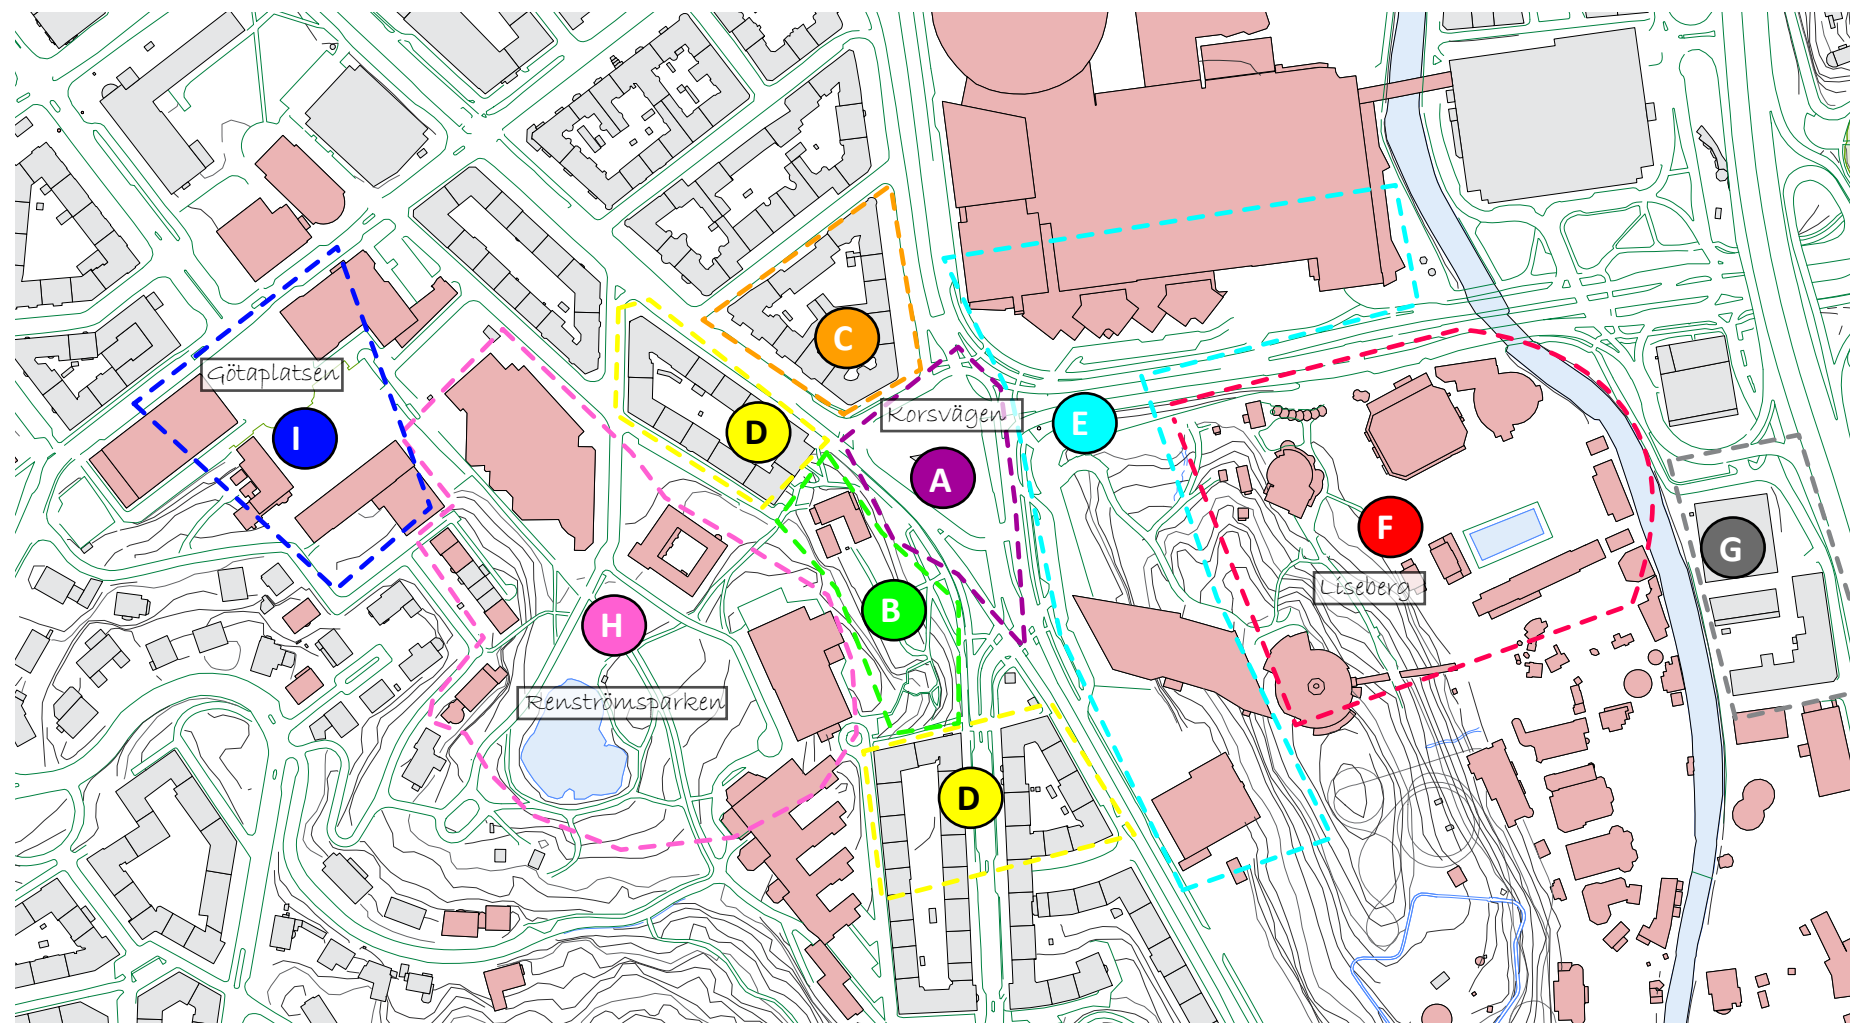 C
Götaplatsen
Korsvägen
E
D
I
A
F
G
Liseberg
B
H
Renströmsparken
D